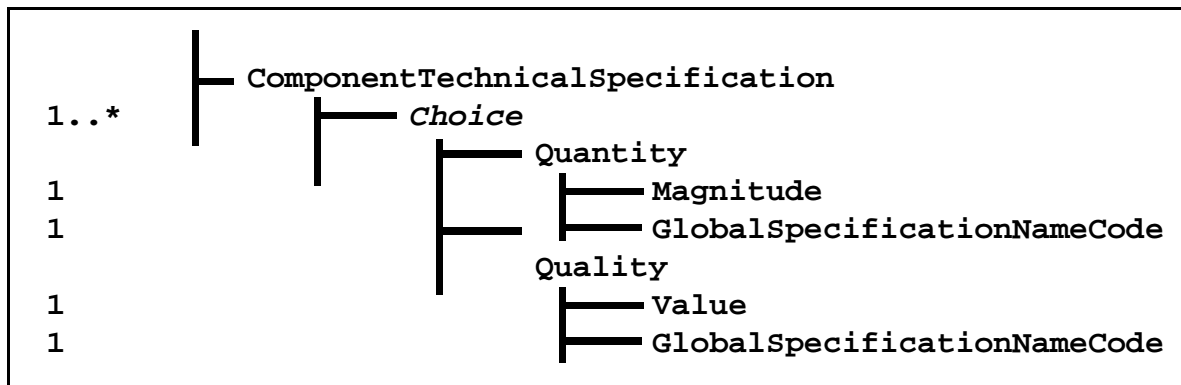 ComponentTechnicalSpecification
1..* Choice
Quantity
1 Magnitude
1 GlobalSpecificationNameCode
Quality
1 Value
1 GlobalSpecificationNameCode